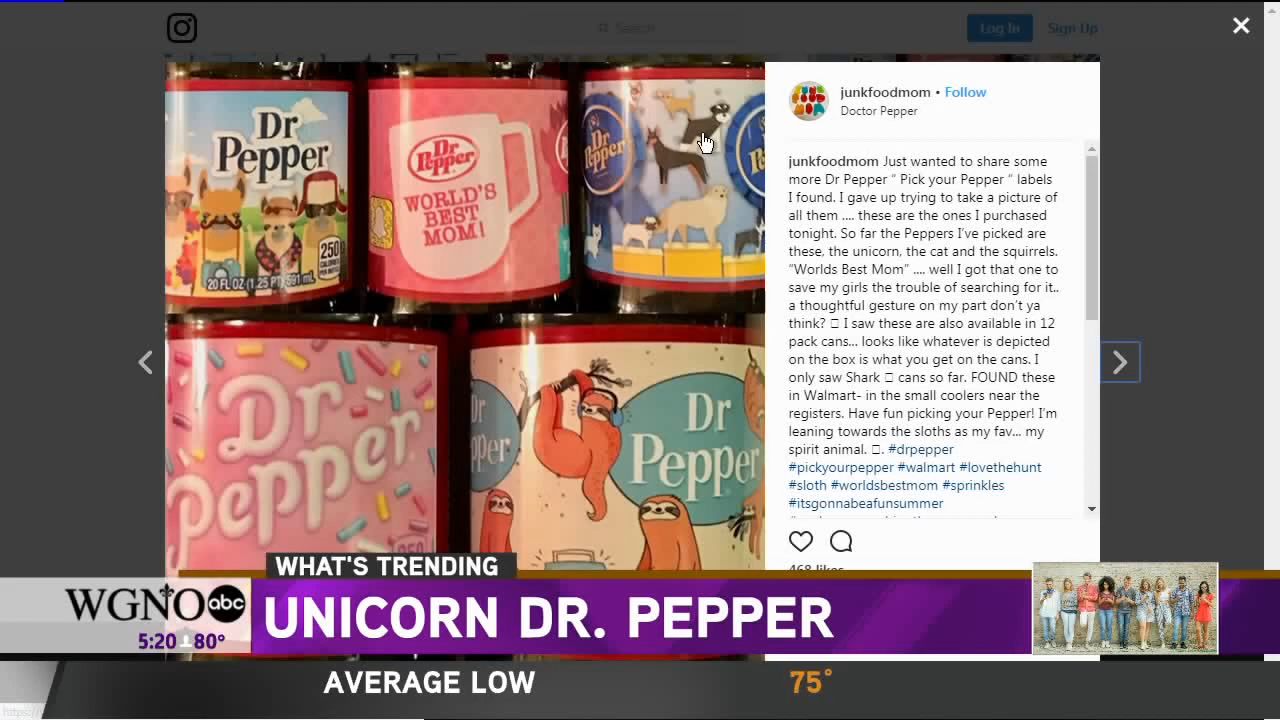 Search
Log In
Sign Up
Dr
Pepper
250
CALORIES
20 FL OZ (1.25 PT) 591 mL
Dr
Pepper
WORLD'S
BEST
MOM!
Dr
Pepper
junkfoodmom • Follow
Doctor Pepper
junkfoodmom Just wanted to share some
more Dr Pepper " Pick your Pepper " labels
I found. I gave up trying to take a picture of
all them .... these are the ones I purchased
tonight. So far the Peppers I've picked are
these, the unicorn, the cat and the squirrels.
"Worlds Best Mom" .... well I got that one to
save my girls the trouble of searching for it..
a thoughtful gesture on my part don't ya
think? I saw these are also available in 12
pack cans... looks like whatever is depicted
on the box is what you get on the cans. I
only saw Shark cans so far. FOUND these
in Walmart- in the small coolers near the
registers. Have fun picking your Pepper! I'm
leaning towards the sloths as my fav... my
spirit animal. . #drpepper
#pickyourpepper #walmart #lovethehunt
#sloth #worldsbestmom #sprinkles
#itsgonnabeafunsummer
468 likes
Dr
Pepper
Dr
pper
Dr
Pepper
WHAT'S TRENDING
WGNO abc
5:20 80°
UNICORN DR. PEPPER
AVERAGE LOW
75°